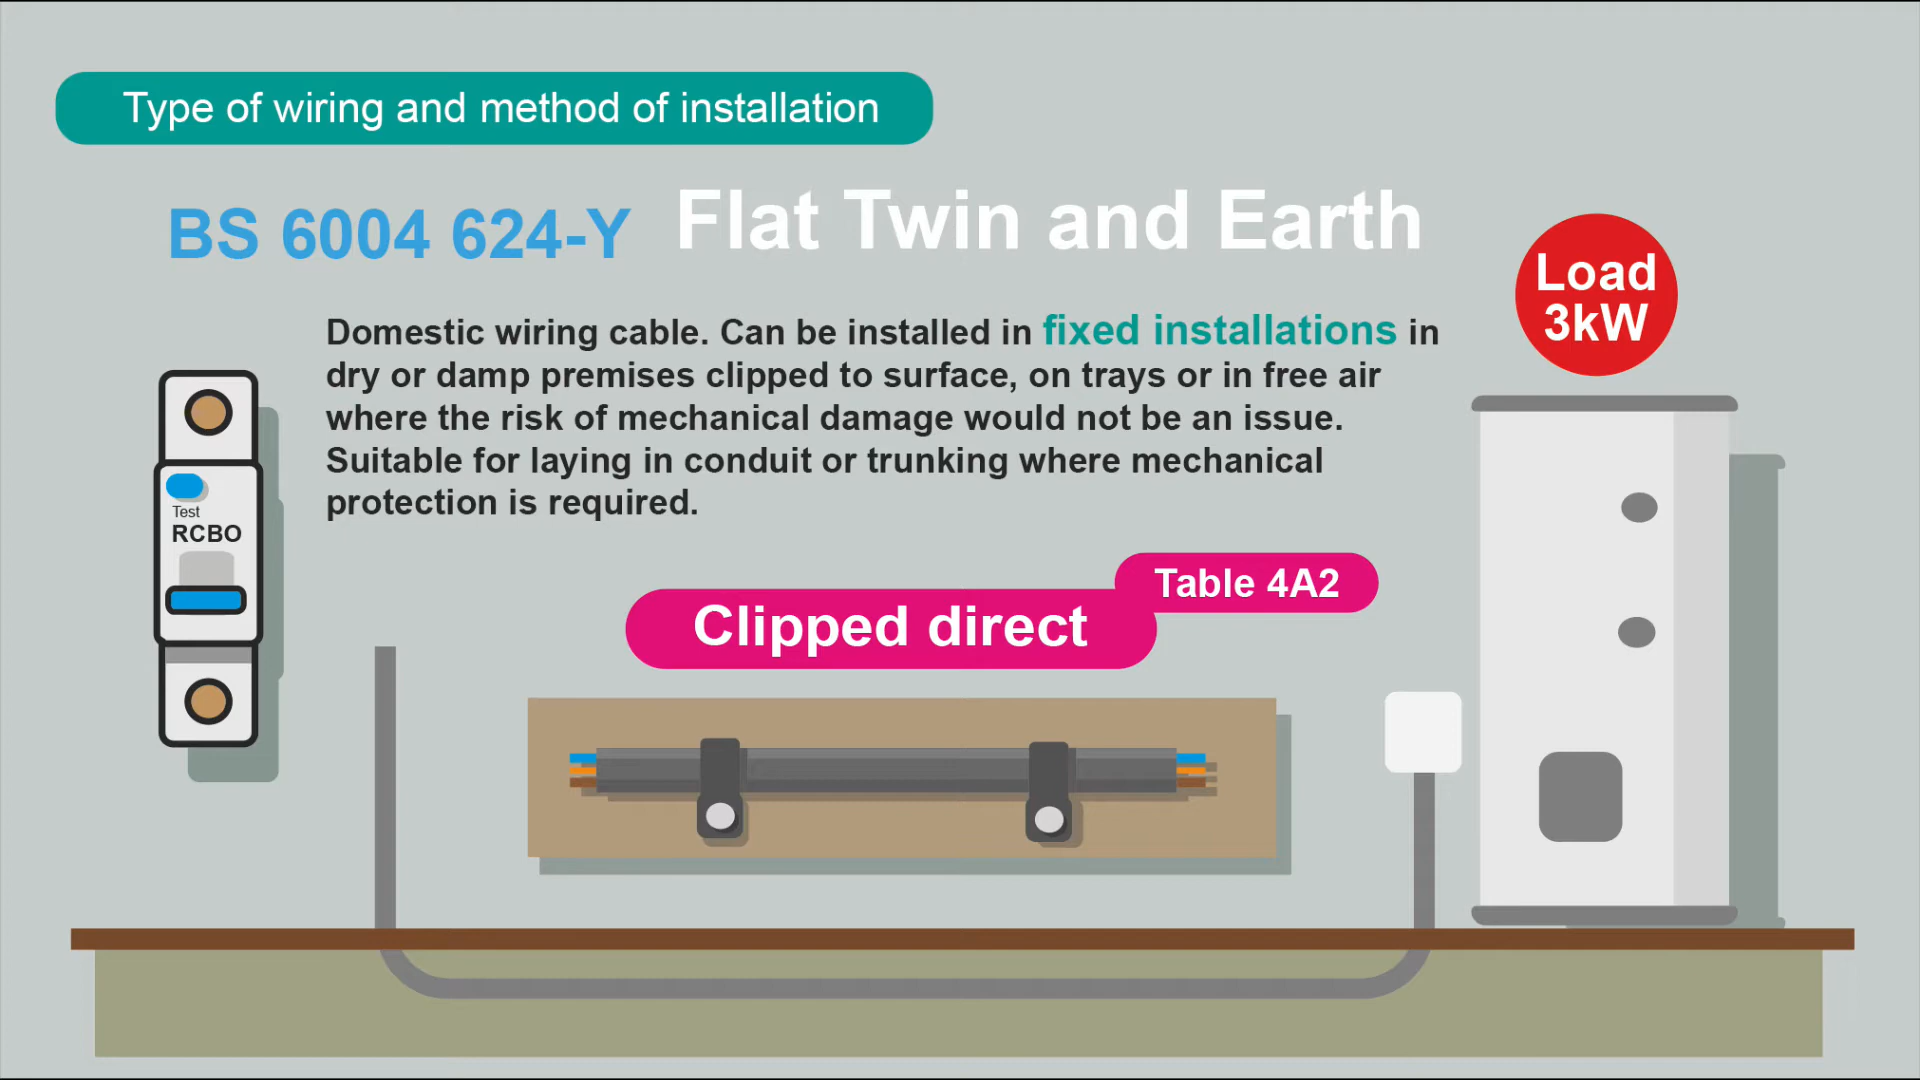 Type of wiring and method of installation
BS 6004 624-Y Flat Twin and Earth
Load
3kW
Domestic wiring cable. Can be installed in fixed installations in
dry or damp premises clipped to surface, on trays or in free air
where the risk of mechanical damage would not be an issue.
Suitable for laying in conduit or trunking where mechanical
protection is required.
Test
RCBO
Table 4A2
Clipped direct